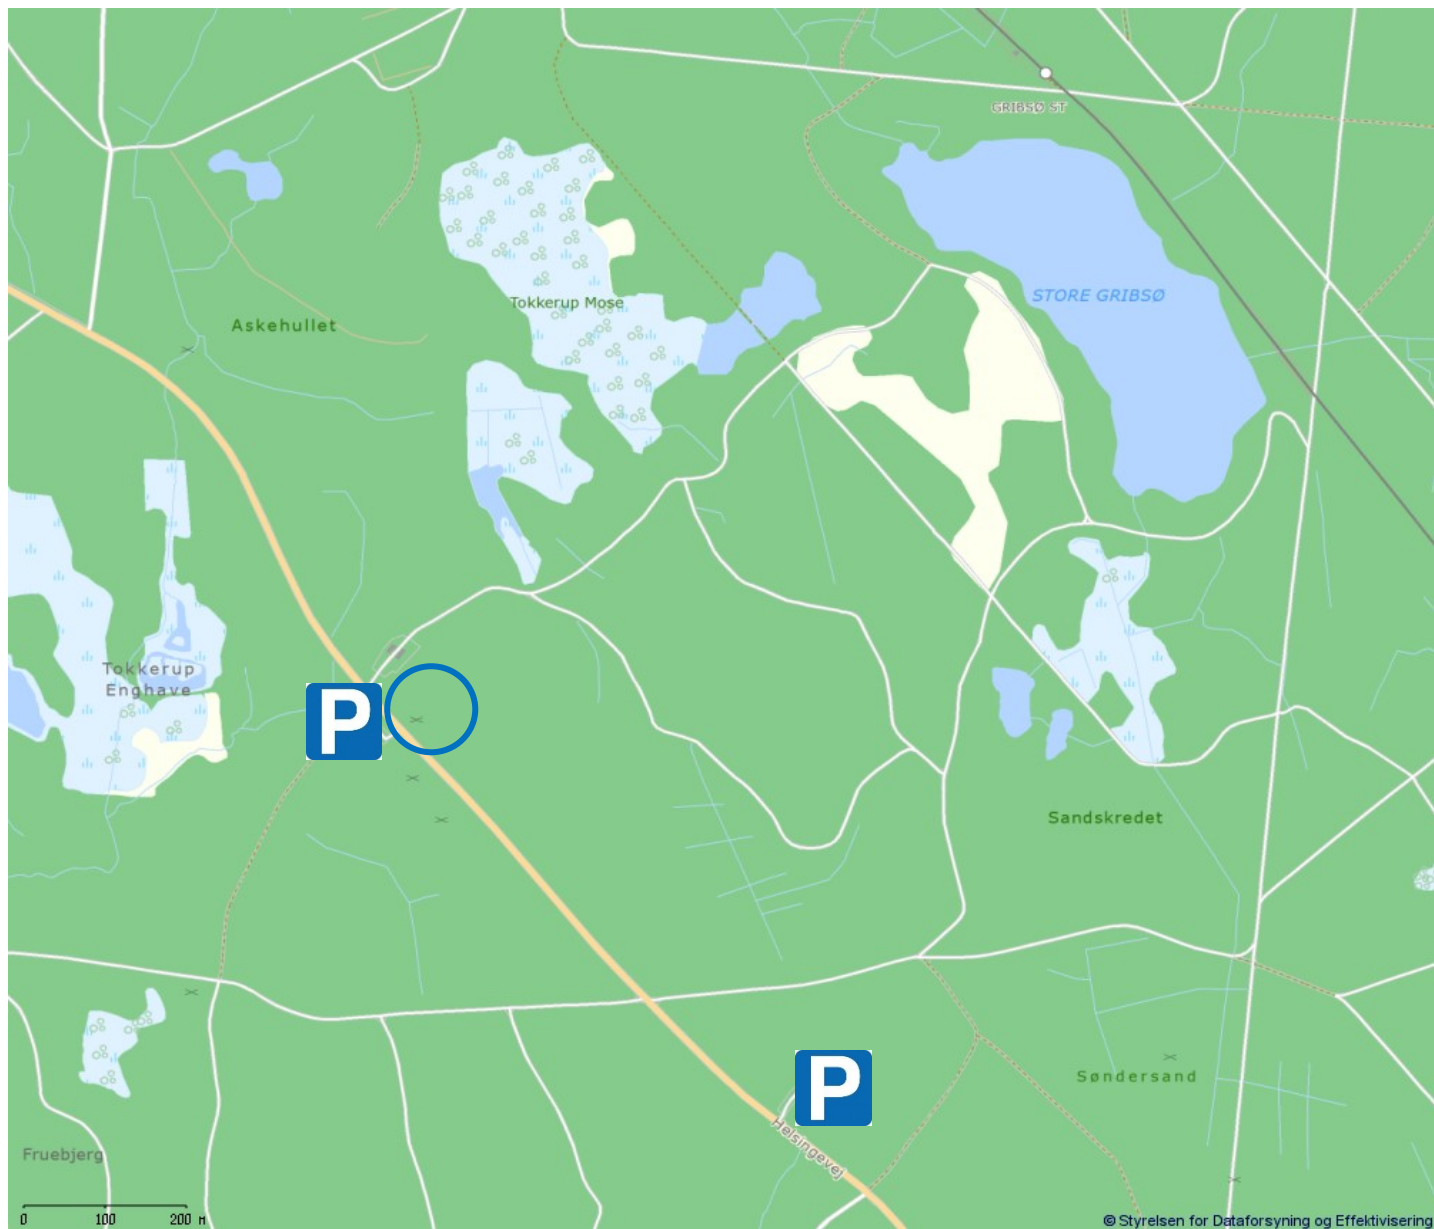 GRIBSØ ST
STORE GRIBSØ
Tokkerup Mose
Askehullet
Tokkerup
Enghave
P
Sandskredet
P
Søndersand
Helsingevej
Fruebjerg
0 100 200 M
© Styrelsen for Dataforsyning og Effektivisering